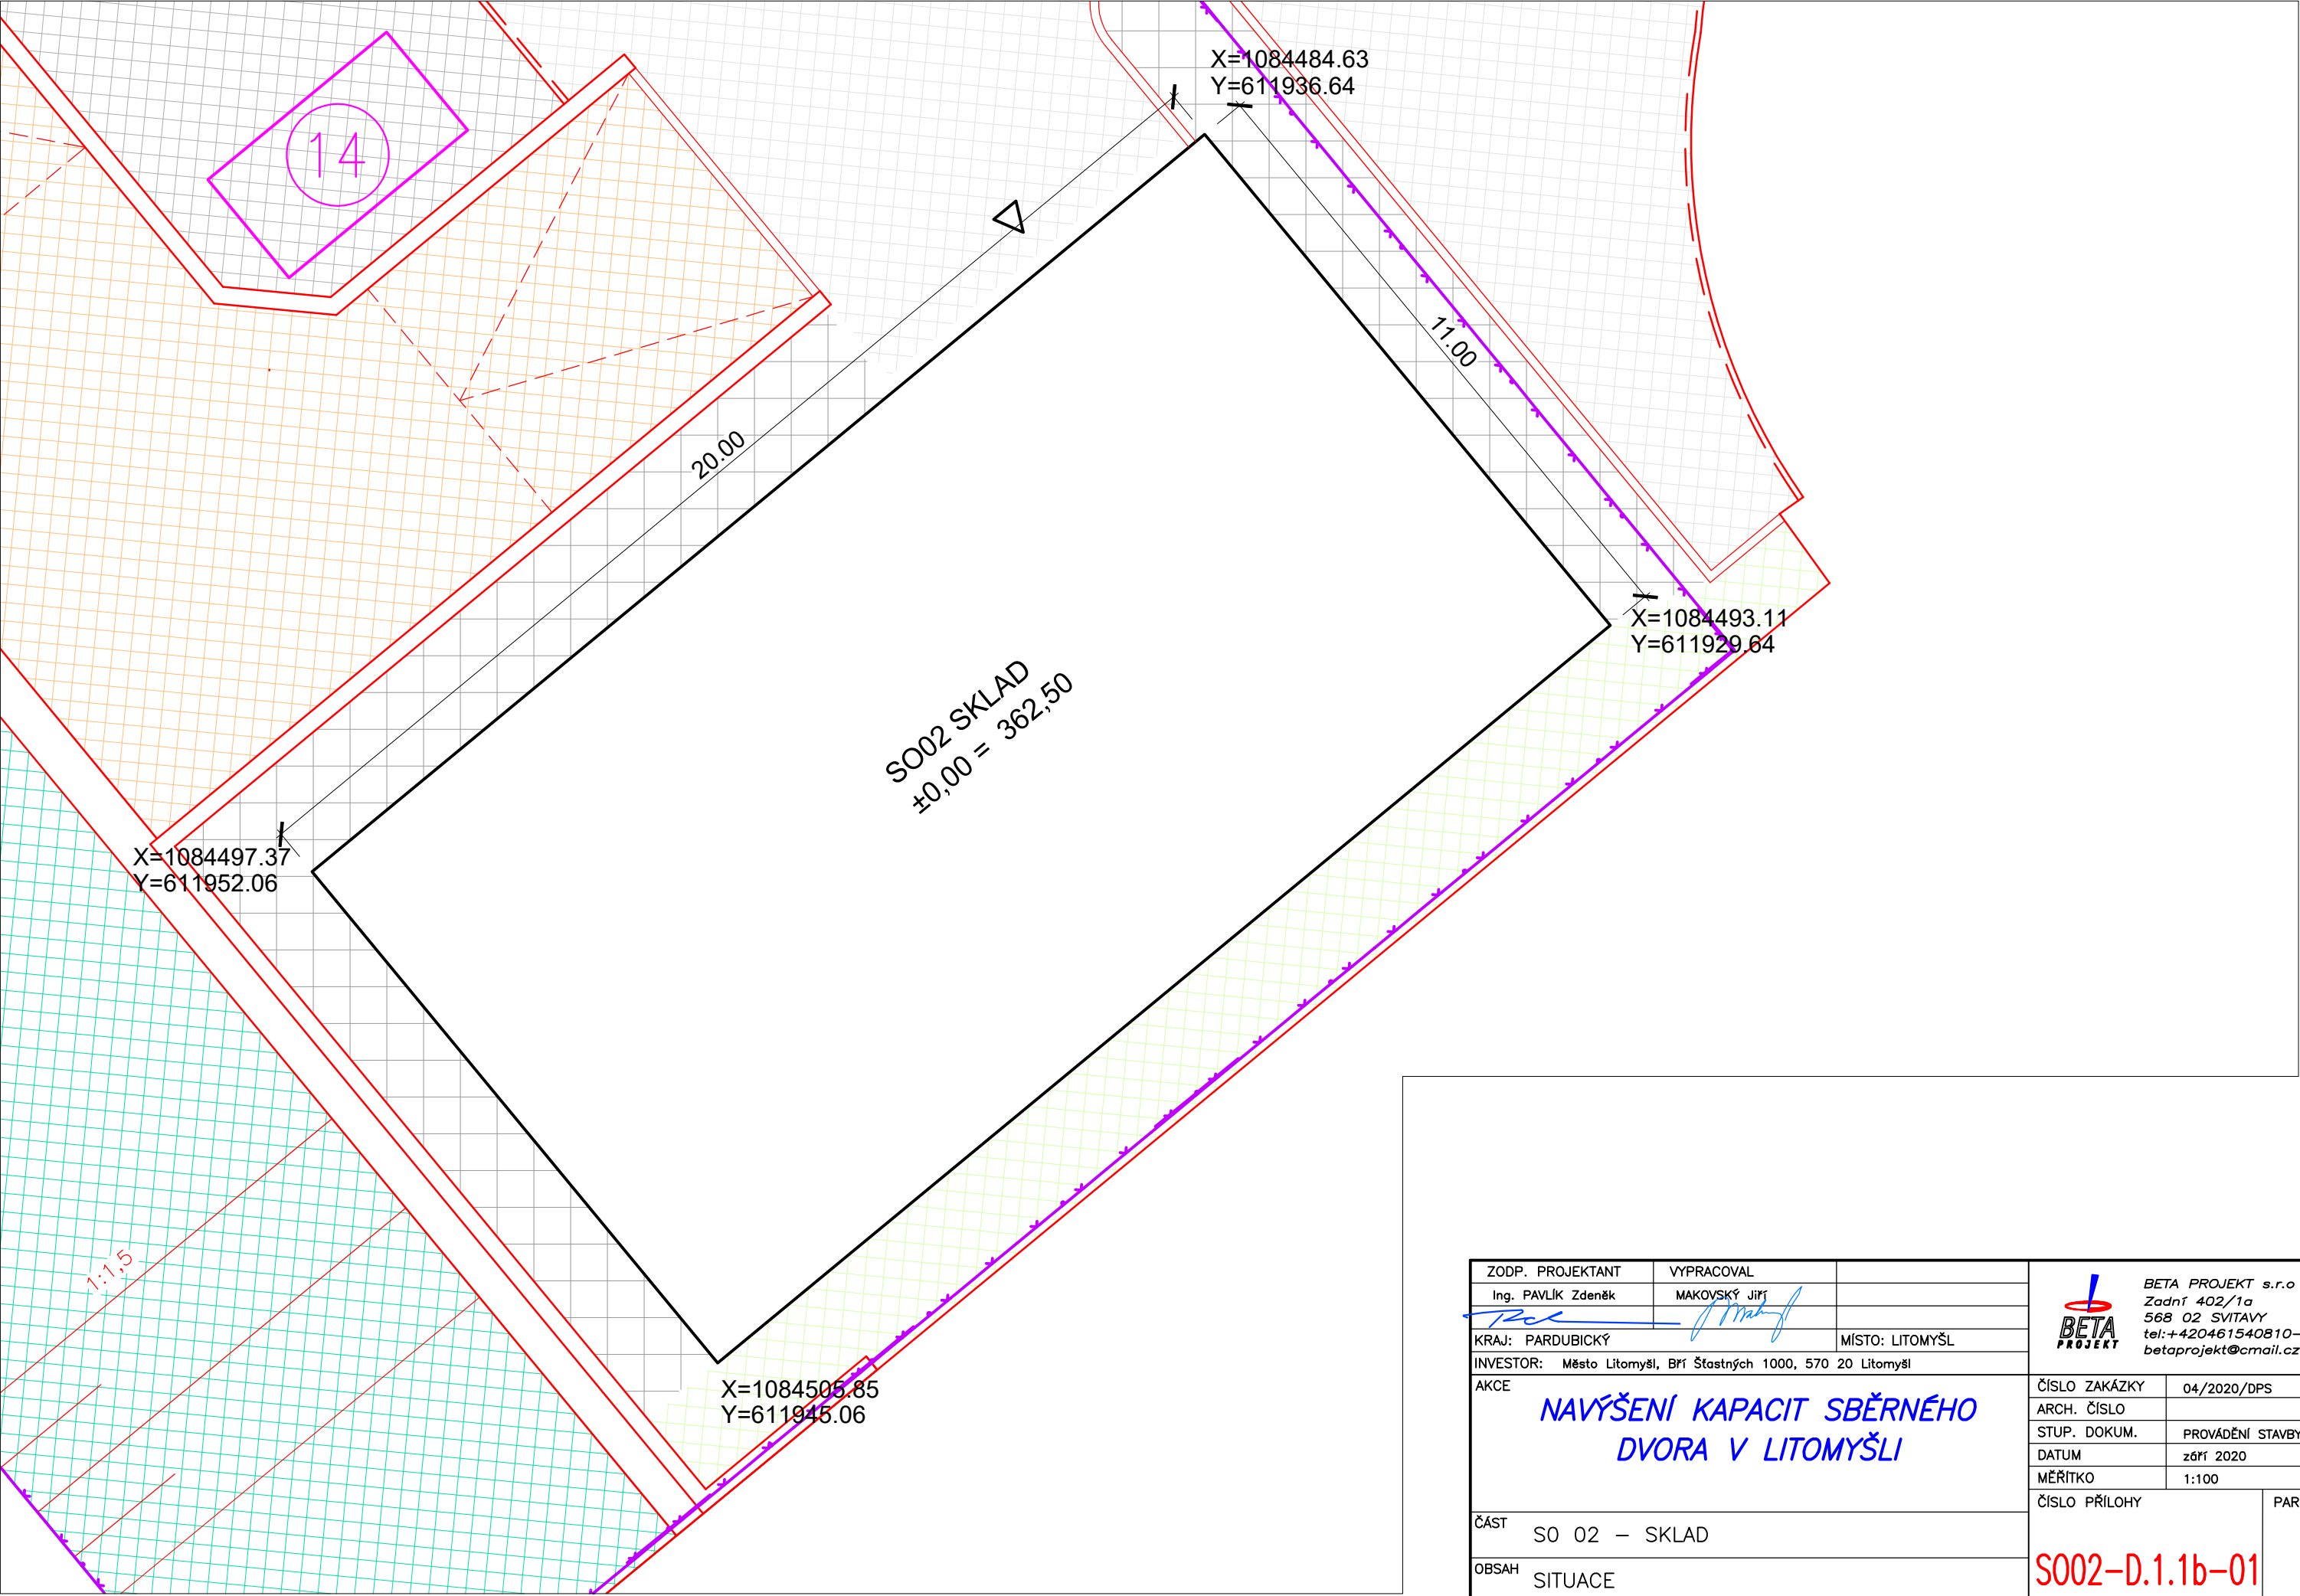 X=1084484.63
Y=611936.64
14
11.00
20.00
X=1084493.11
Y=611929.64
SO02 SKLAD
±0,00 = 362,50
X=1084497.37
Y=611952.06
1:1,5
X=1084505.85
Y=611945.06
ZODP. PROJEKTANT
VYPRACOVAL
Ing. PAVLÍK Zdeněk
MAKOVSKÝ Jiří
KRAJ: PARDUBICKÝ
MÍSTO: LITOMYŠL
INVESTOR: Město Litomyšl, Bří Šťastných 1000, 570 20 Litomyšl
BETA
PROJEKT
BETA PROJEKT s.r.o
Zadní 402/1a
568 02 SVITAVY
tel:+420461540810-
betaprojekt@cmail.cz
AKCE
NAVÝŠENÍ KAPACIT SBĚRNÉHO
DVORA V LITOMYŠLI
ČÍSLO ZAKÁZKY 04/2020/DPS
ARCH. ČÍSLO
STUP. DOKUM. PROVÁDĚNÍ STAVBY
DATUM září 2020
MĚŘÍTKO 1:100
ČÍSLO PŘÍLOHY
PAR
ČÁST SO 02 – SKLAD
OBSAH SITUACE
SO02-D.1.1b-01